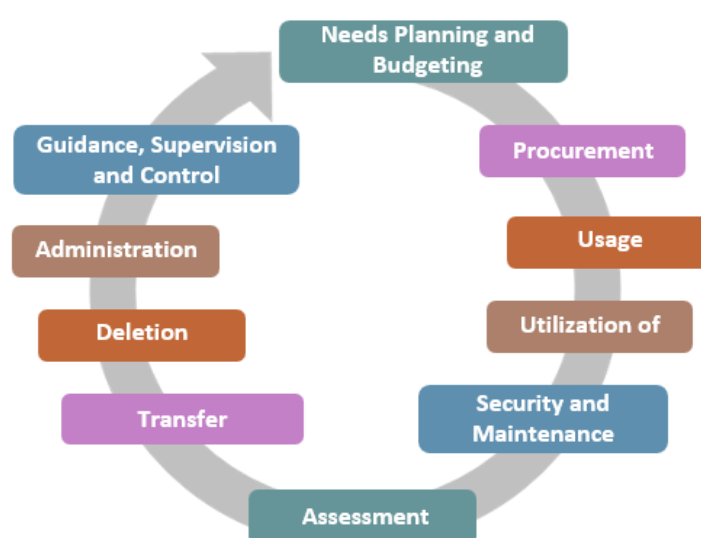 Needs Planning and
Budgeting
Procurement
Usage
Utilization of
Security and
Maintenance
Assessment
Transfer
Deletion
Administration
Guidance, Supervision
and Control